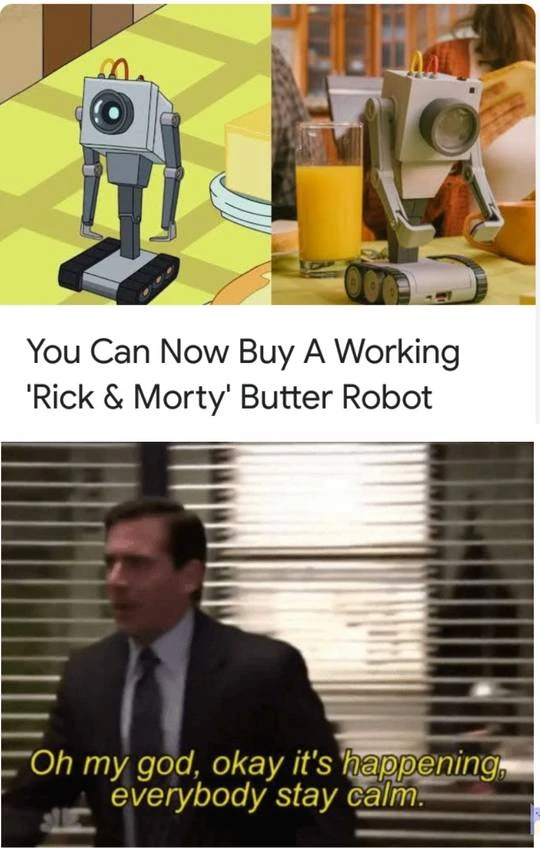 You Can Now Buy A Working
'Rick & Morty' Butter Robot
Oh my god, okay it's happening,
everybody stay calm.